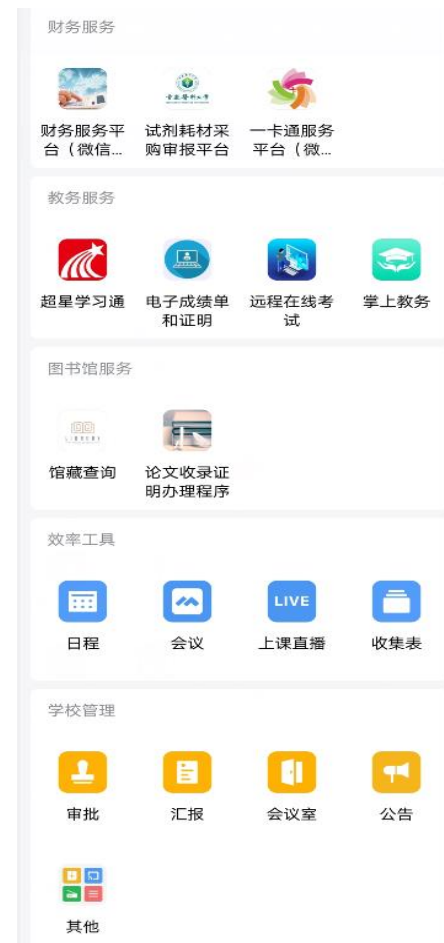 财务服务
财务服务平 试剂耗材采 一卡通服务
台（微信... 购审报平台 平台（微...
教务服务
超星学习通 电子成绩单 远程在线考 掌上教务
和证明 试
图书馆服务
馆藏查询 论文收录证
明办理程序
效率工具
LIVE
日程 会议 上课直播 收集表
学校管理
审批 汇报 会议室 公告
其他